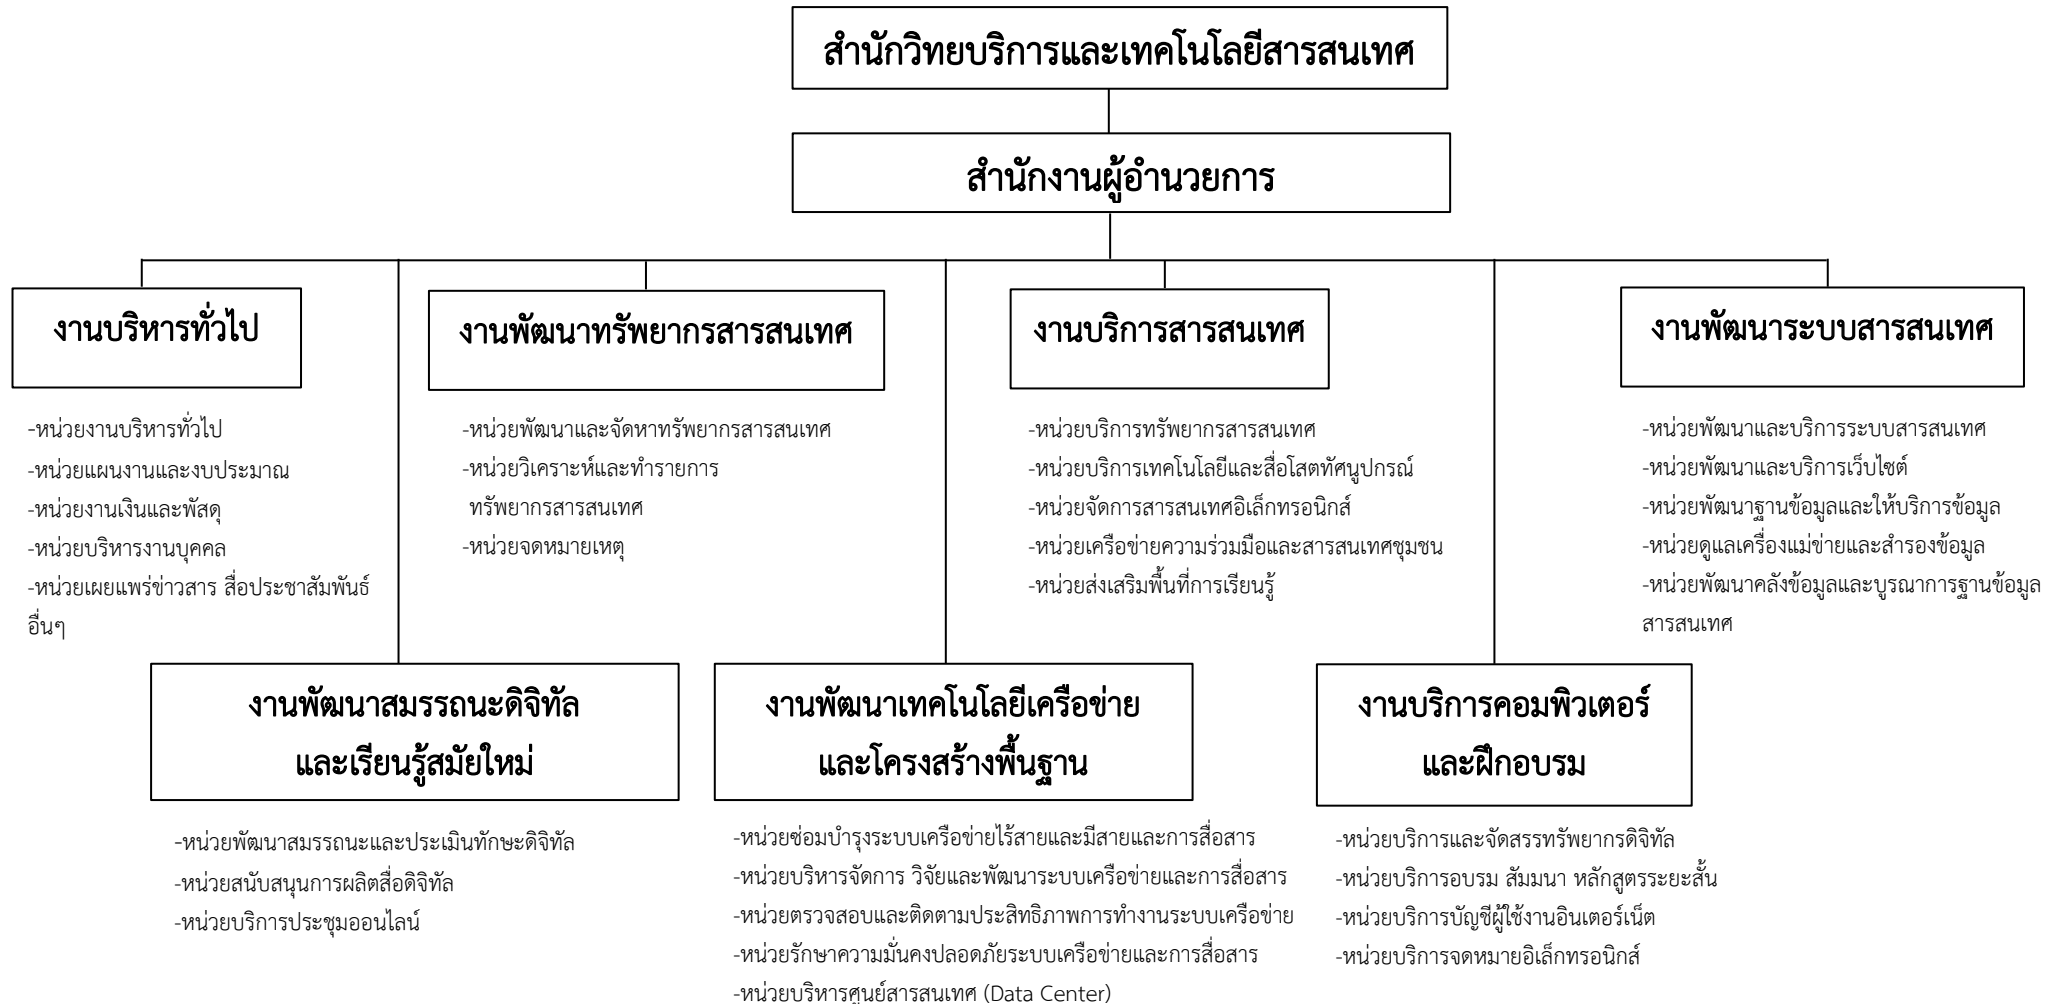 สำนักวิทยบริการและเทคโนโลยีสารสนเทศ
สำนักงานผู้อำนวยการ
งานบริหารทั่วไป
-หน่วยงานบริหารทั่วไป
-หน่วยแผนงานและงบประมาณ
-หน่วยงานเงินและพัสดุ
-หน่วยบริหารงานบุคคล
-หน่วยเผยแพร่ข่าวสาร สื่อประชาสัมพันธ์
อื่นๆ
งานพัฒนาทรัพยากรสารสนเทศ
-หน่วยพัฒนาและจัดหาทรัพยากรสารสนเทศ
-หน่วยวิเคราะห์และทำรายการ
ทรัพยากรสารสนเทศ
-หน่วยจดหมายเหตุ
งานบริการสารสนเทศ
-หน่วยบริการทรัพยากรสารสนเทศ
-หน่วยบริการเทคโนโลยีและสื่อโสตทัศนูปกรณ์
-หน่วยจัดการสารสนเทศอิเล็กทรอนิกส์
-หน่วยเครือข่ายความร่วมมือและสารสนเทศชุมชน
-หน่วยส่งเสริมพื้นที่การเรียนรู้
งานพัฒนาระบบสารสนเทศ
-หน่วยพัฒนาและบริการระบบสารสนเทศ
-หน่วยพัฒนาและบริการเว็บไซต์
-หน่วยพัฒนาฐานข้อมูลและให้บริการข้อมูล
-หน่วยดูแลเครื่องแม่ข่ายและสำรองข้อมูล
-หน่วยพัฒนาคลังข้อมูลและบูรณาการฐานข้อมูล
สารสนเทศ
งานพัฒนาสมรรถนะดิจิทัล
และเรียนรู้สมัยใหม่
-หน่วยพัฒนาสมรรถนะและประเมินทักษะดิจิทัล
-หน่วยสนับสนุนการผลิตสื่อดิจิทัล
-หน่วยบริการประชุมออนไลน์
งานพัฒนาเทคโนโลยีเครือข่าย
และโครงสร้างพื้นฐาน
-หน่วยซ่อมบำรุงระบบเครือข่ายไร้สายและมีสายและการสื่อสาร
-หน่วยบริหารจัดการ วิจัยและพัฒนาระบบเครือข่ายและการสื่อสาร
-หน่วยตรวจสอบและติดตามประสิทธิภาพการทำงานระบบเครือข่าย
-หน่วยรักษาความมั่นคงปลอดภัยระบบเครือข่ายและการสื่อสาร
-หน่วยบริหารศูนย์สารสนเทศ (Data Center)
งานบริการคอมพิวเตอร์
และฝึกอบรม
-หน่วยบริการและจัดสรรทรัพยากรดิจิทัล
-หน่วยบริการอบรม สัมมนา หลักสูตรระยะสั้น
-หน่วยบริการบัญชีผู้ใช้งานอินเตอร์เน็ต
-หน่วยบริการจดหมายอิเล็กทรอนิกส์